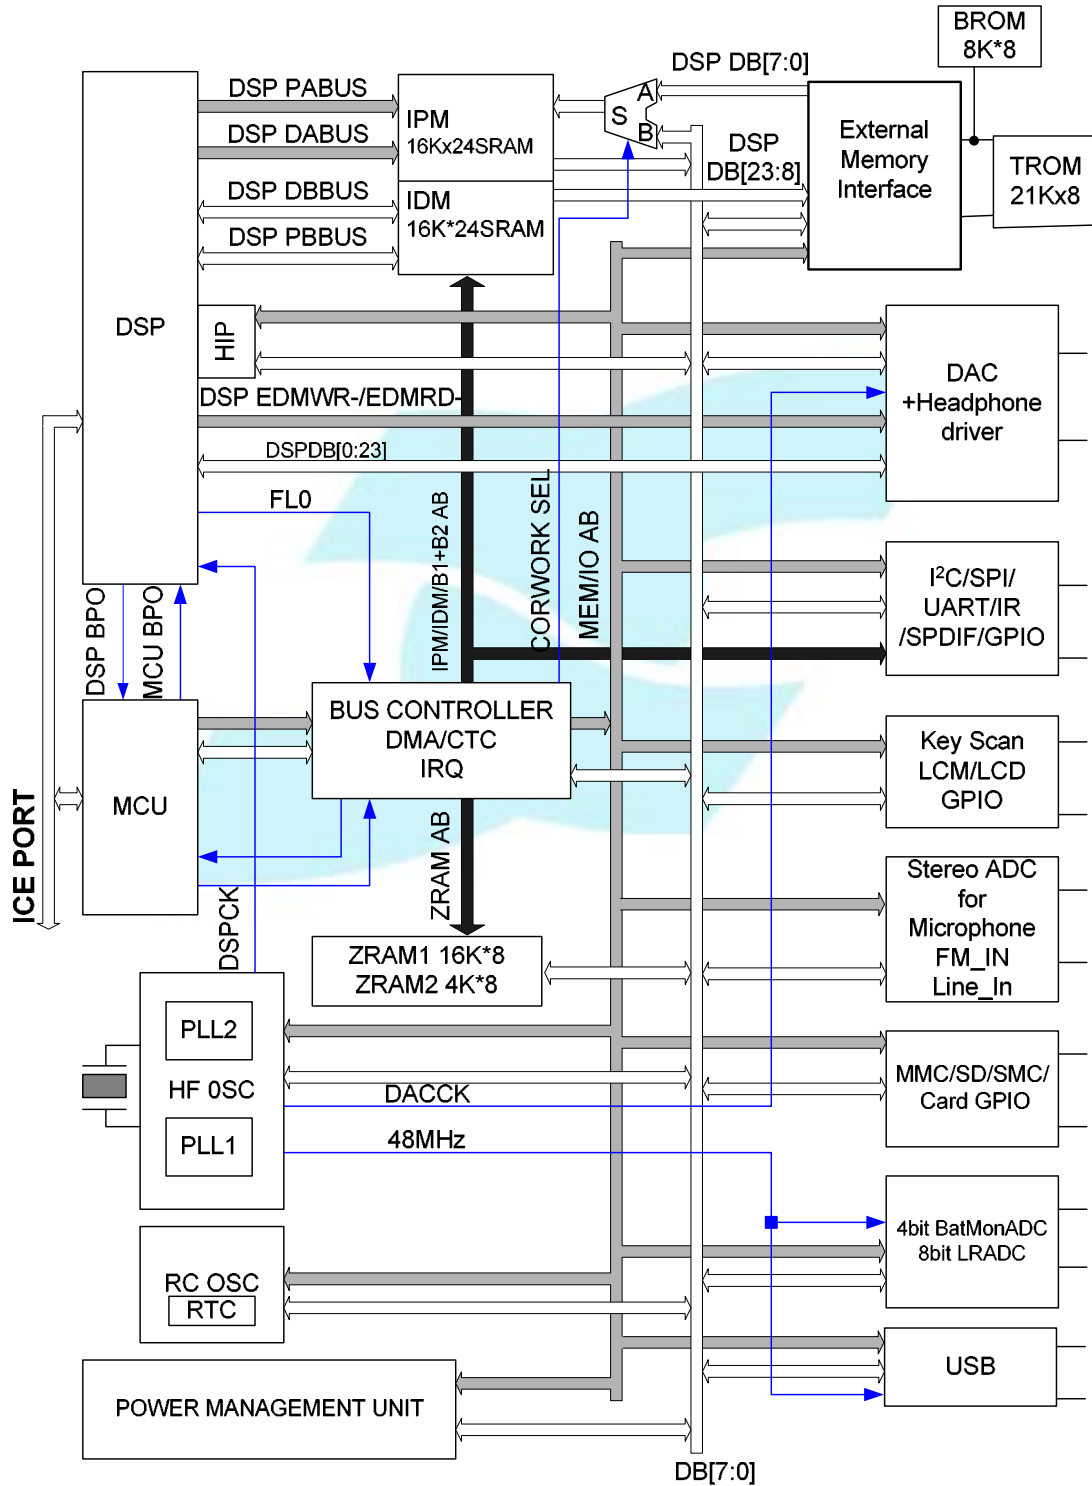 BROM
8K*8
DSP DB[7:0]
DSP PABUS
IPM
16Kx24SRAM
A
S
B
External
Memory
Interface
DSP DABUS
DSP
DB[23:8]
TROM
21Kx8
DSP DBBUS
IDM
16K*24SRAM
DSP PBBUS
DSP
HIP
DAC
+Headphone
driver
DSP EDMWR-/EDMRD-
DSPDB[0:23]
FL0
IPM/IDM/B1+B2 AB
CORWORK SEL
MEM/IO AB
I²C/SPI/
UART/IR
/SPDIF/GPIO
DSP BPO
MCU BPO
BUS CONTROLLER
DMA/CTC
IRQ
Key Scan
LCM/LCD
GPIO
MCU
ICE PORT
ZRAM AB
DSPCK
Stereo ADC
for
Microphone
FM_IN
Line_In
ZRAM1 16K*8
ZRAM2 4K*8
PLL2
HF 0SC
PLL1
DACCK
48MHz
MMC/SD/SMC/
Card GPIO
4bit BatMonADC
8bit LRADC
RC OSC
RTC
USB
POWER MANAGEMENT UNIT
DB[7:0]